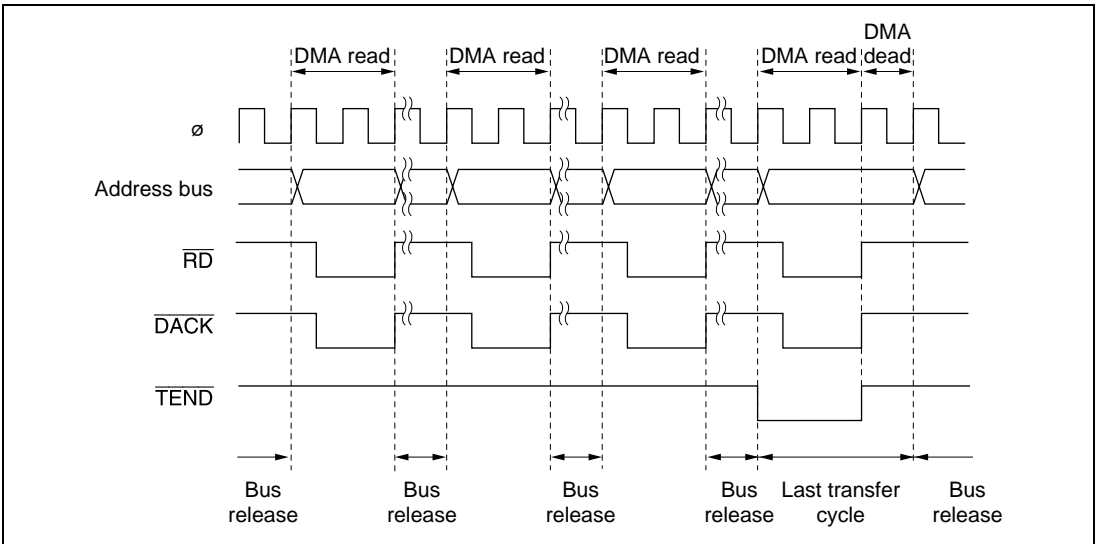 DMA
DMA read DMA read DMA read DMA read dead
ø
Address bus
RD
DACK
TEND
Bus release
Bus release
Bus release
Bus release
Last transfer cycle
Bus release